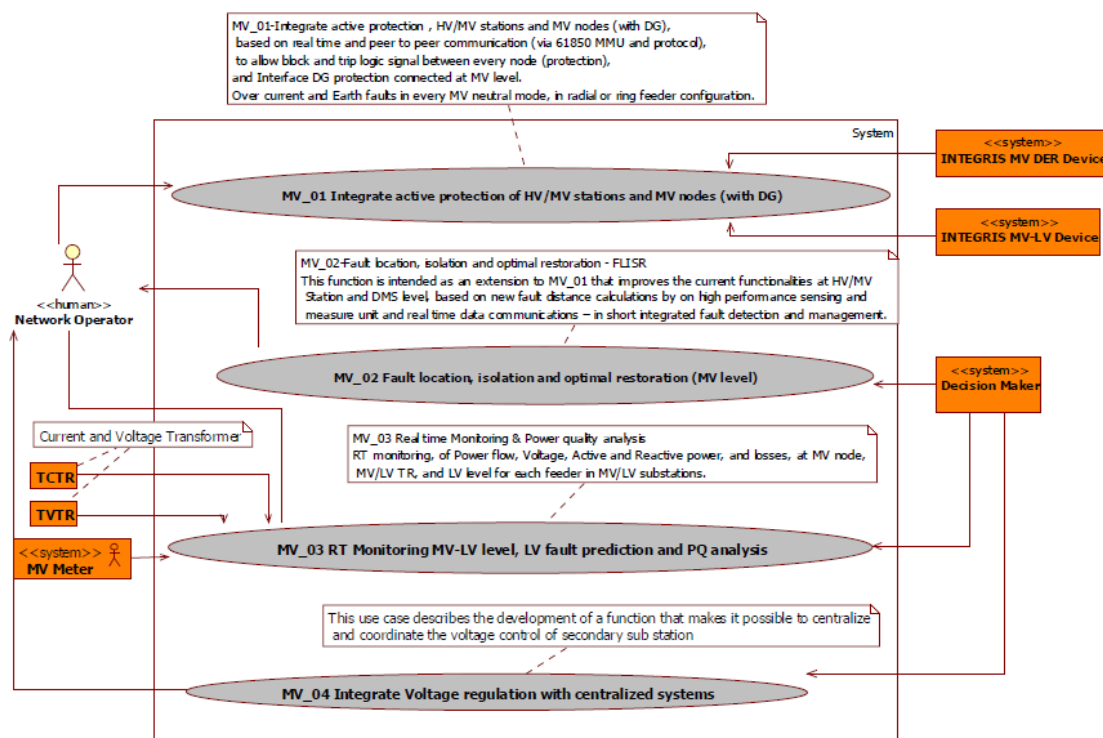 MV_01-Integrate active protection , HV/MV stations and MV nodes (with DG),
based on real time and peer to peer communication (via 61850 MMU and protocol),
to allow block and trip logic signal between every node (protection),
and Interface DG protection connected at MV level.
Over current and Earth faults in every MV neutral mode, in radial or ring feeder configuration.
System
<<system>>
INTEGRIS MV DER Device
MV_01 Integrate active protection of HV/MV stations and MV nodes (with DG)
<<system>>
INTEGRIS MV-LV Device
MV_02-Fault location, isolation and optimal restoration - FLISR
This function is intended as an extension to MV_01 that improves the current functionalities at HV/MV
Station and DMS level, based on new fault distance calculations by on high performance sensing and
measure unit and real time data communications – in short integrated fault detection and management.
<<human>>
Network Operator
MV_02 Fault location, isolation and optimal restoration (MV level)
<<system>>
Decision Maker
Current and Voltage Transformer
MV_03 Real time Monitoring & Power quality analysis
RT monitoring, of Power flow, Voltage, Active and Reactive power, and losses, at MV node,
MV/LV TR, and LV level for each feeder in MV/LV substations.
TCTR
TVTR
<<system>>
MV Meter
MV_03 RT Monitoring MV-LV level, LV fault prediction and PQ analysis
This use case describes the development of a function that makes it possible to centralize
and coordinate the voltage control of secondary sub station
MV_04 Integrate Voltage regulation with centralized systems